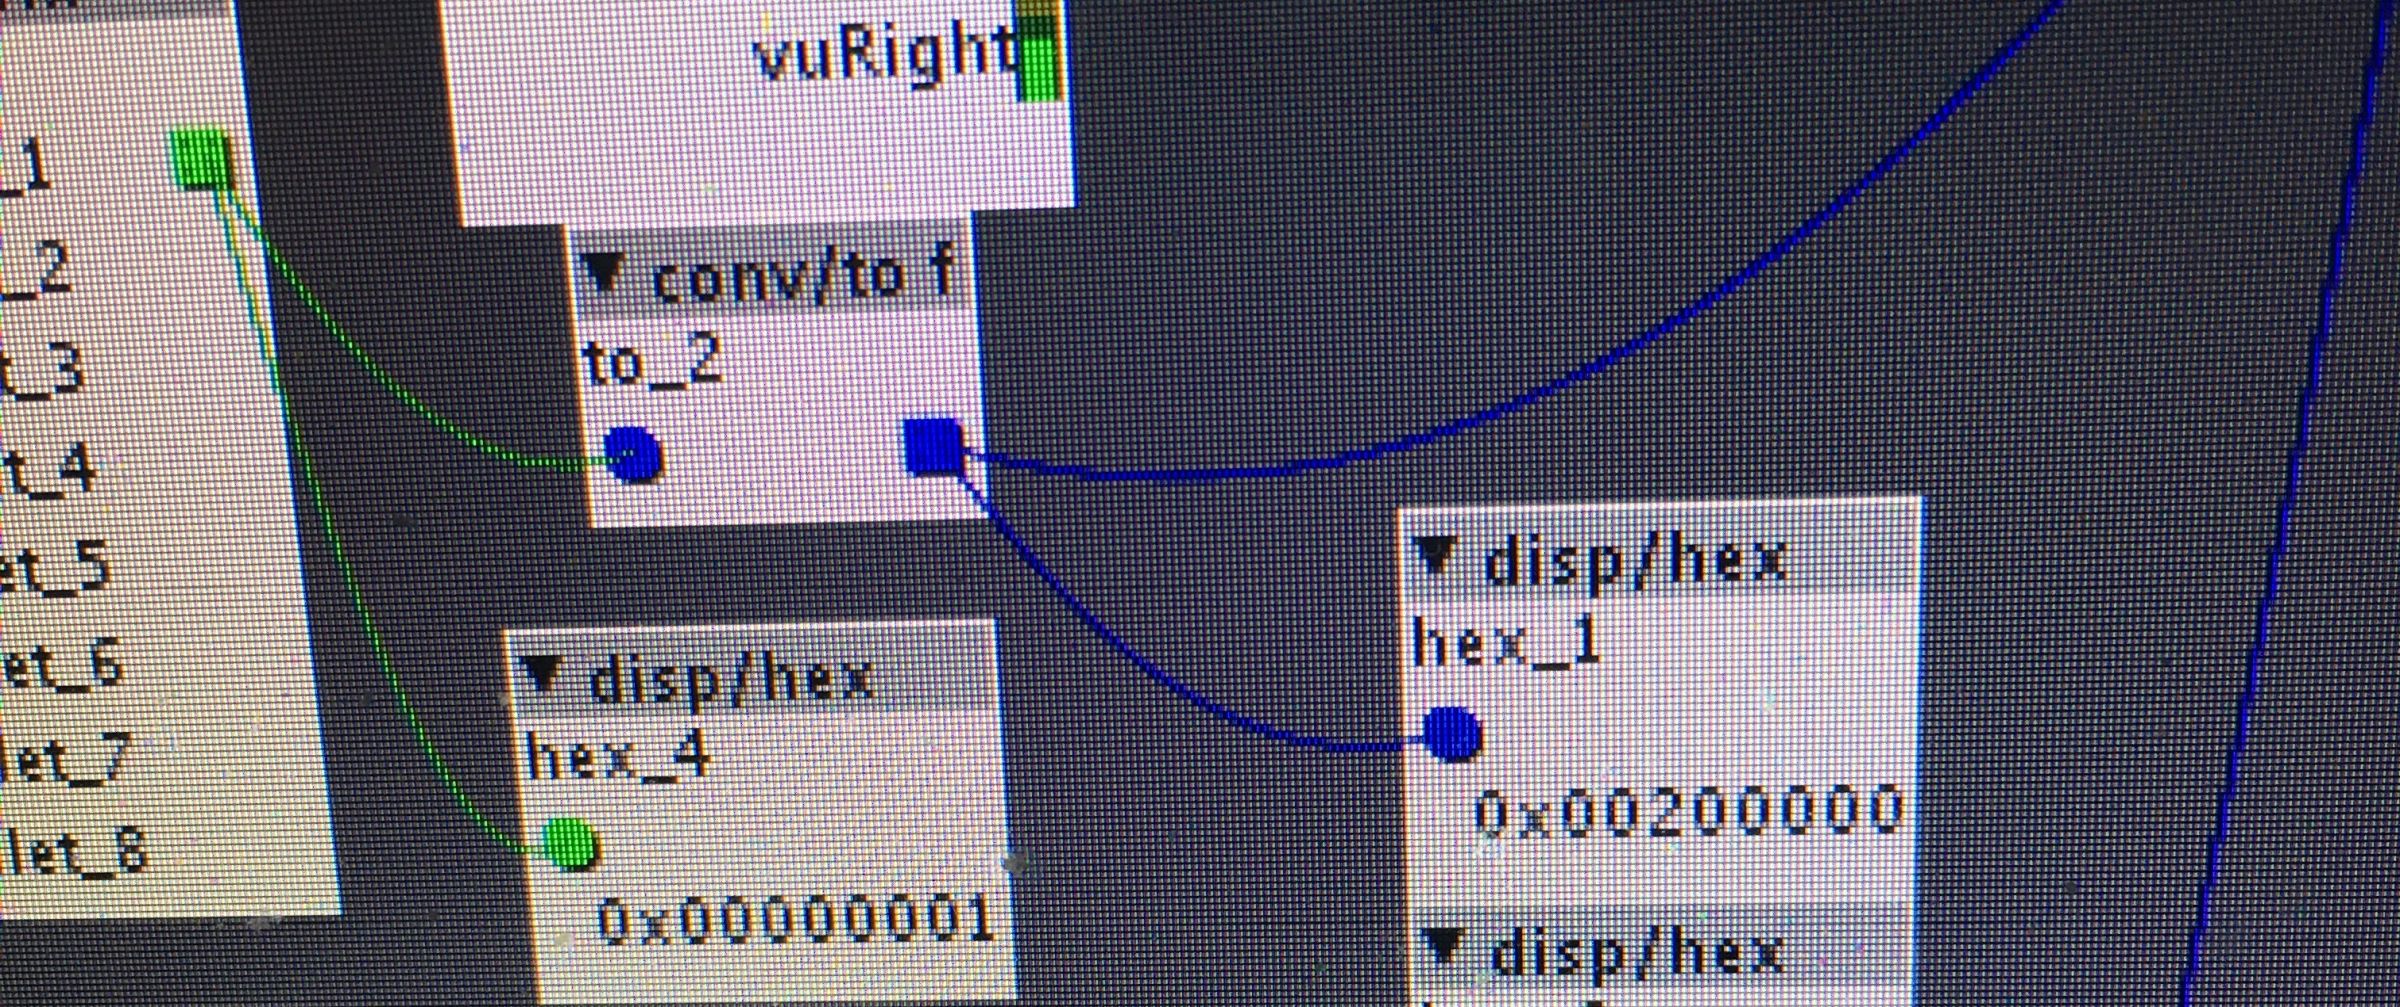 vuRight
_1
_2
t_3
t_4
et_5
et_6
let_7
let_8
conv/to f
to_2
disp/hex
hex_4
0x00000001
disp/hex
hex_1
0x00200000
disp/hex